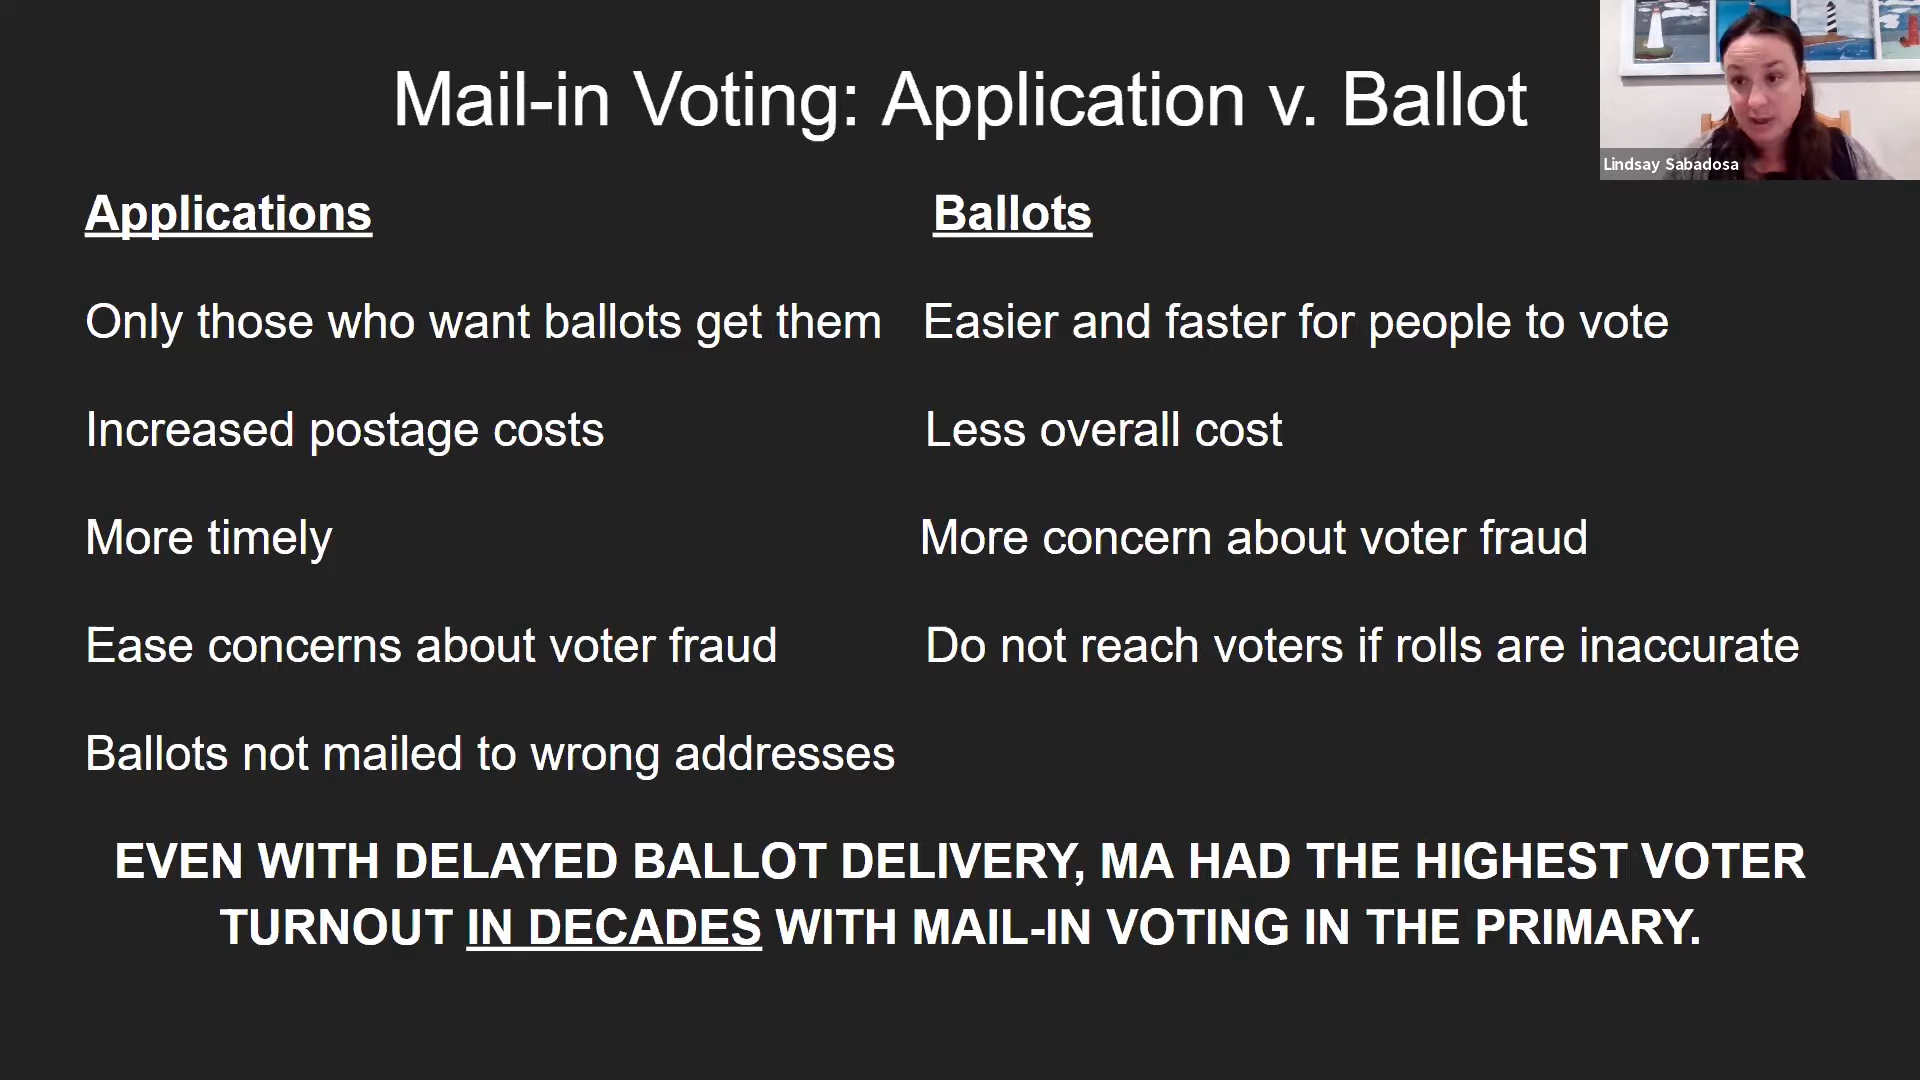 Mail-in Voting: Application v. Ballot
Lindsay Sabadosa
Applications
Ballots
Only those who want ballots get them
Easier and faster for people to vote
Increased postage costs
Less overall cost
More timely
More concern about voter fraud
Ease concerns about voter fraud
Do not reach voters if rolls are inaccurate
Ballots not mailed to wrong addresses
EVEN WITH DELAYED BALLOT DELIVERY, MA HAD THE HIGHEST VOTER
TURNOUT IN DECADES WITH MAIL-IN VOTING IN THE PRIMARY.